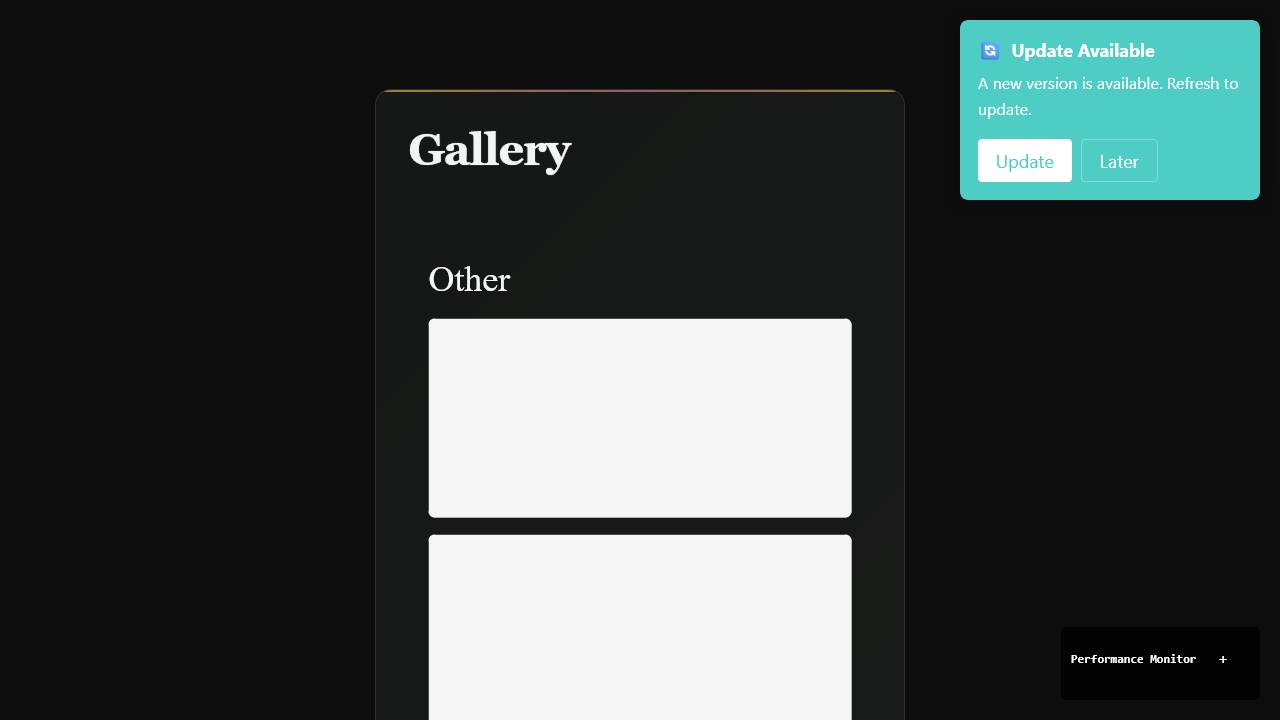 Update Available
A new version is available. Refresh to
update.
Update
Later
Gallery
Other
Performance Monitor +